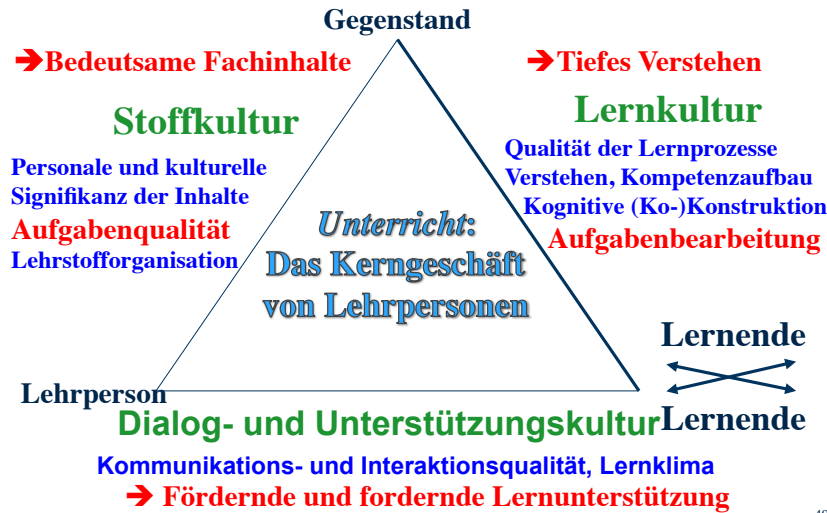 Gegenstand
➔Bedeutsame Fachinhalte
➔Tiefes Verstehen
Stoffkultur
Lernkultur
Personale und kulturelle
Signifikanz der Inhalte
Aufgabenqualität
Lehrstofforganisation
Qualität der Lernprozesse
Verstehen, Kompetenzaufbau
Kognitive (Ko-)Konstruktion
Aufgabenbearbeitung
Unterricht:
Das Kerngeschäft
von Lehrpersonen
Lernende
Lehrperson
Lernende
Dialog- und Unterstützungskultur
Kommunikations- und Interaktionsqualität, Lernklima
➔ Fördernde und fordernde Lernunterstützung